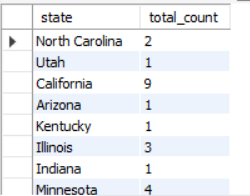 state total_count
North Carolina 2
Utah 1
California 9
Arizona 1
Kentucky 1
Illinois 3
Indiana 1
Minnesota 4